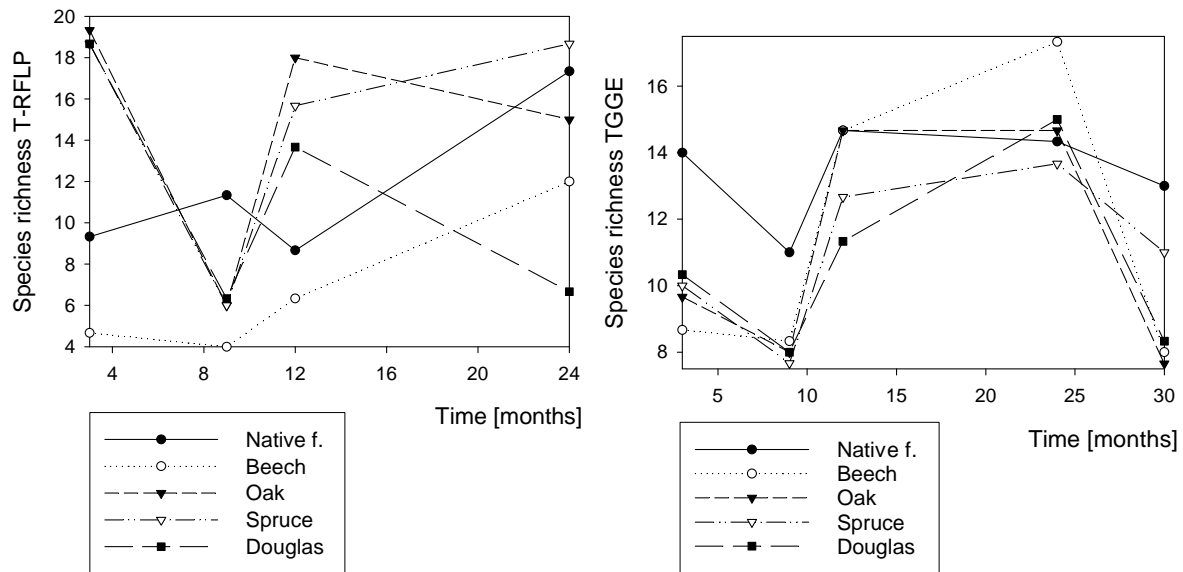 Species richness T-RFLP
20
18
16
14
12
10
8
6
4
4
8
12
16
20
24
Time [months]
Native f.
Beech
Oak
Spruce
Douglas
Species richness TGGE
16
14
12
10
8
5
10
15
20
25
30
Time [months]
Native f.
Beech
Oak
Spruce
Douglas